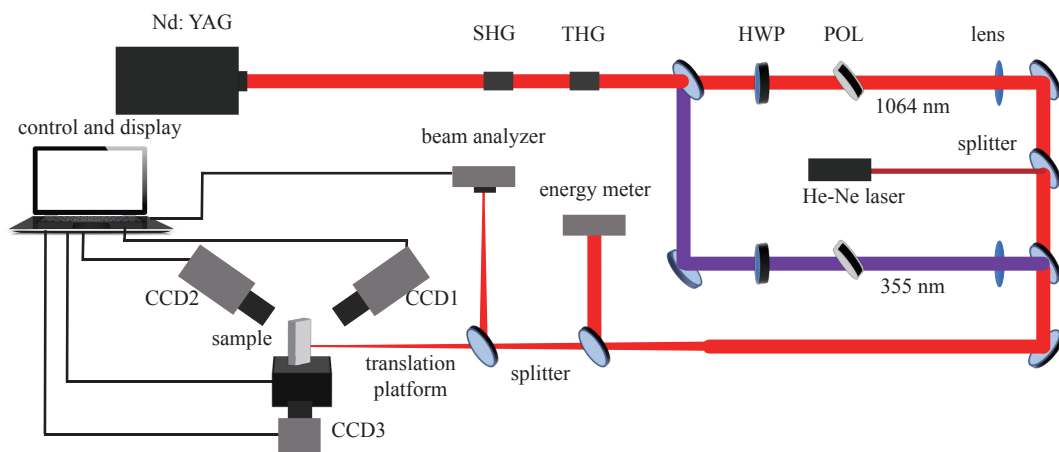 Nd: YAG
SHG
THG
HWP
POL
lens
1064 nm
control and display
beam analyzer
splitter
energy meter
He-Ne laser
CCD2
CCD1
355 nm
sample
translation
platform
splitter
CCD3